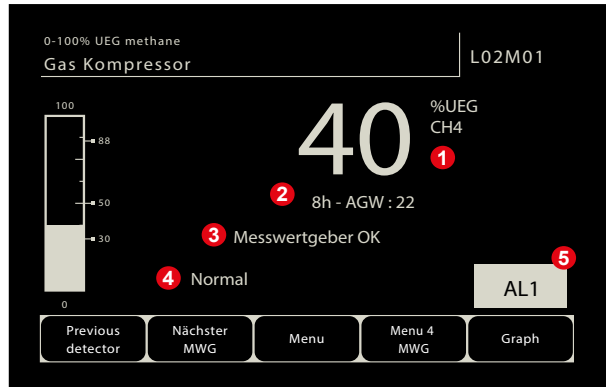 0-100% UEG methane
Gas Kompressor
L02M01
100
88
50
30
0
40
%UEG
CH4
1
2
8h - AGW : 22
3
Messwertgeber OK
4
Normal
5
AL1
Previous
detector
Nächster
MWG
Menu
Menu 4
MWG
Graph